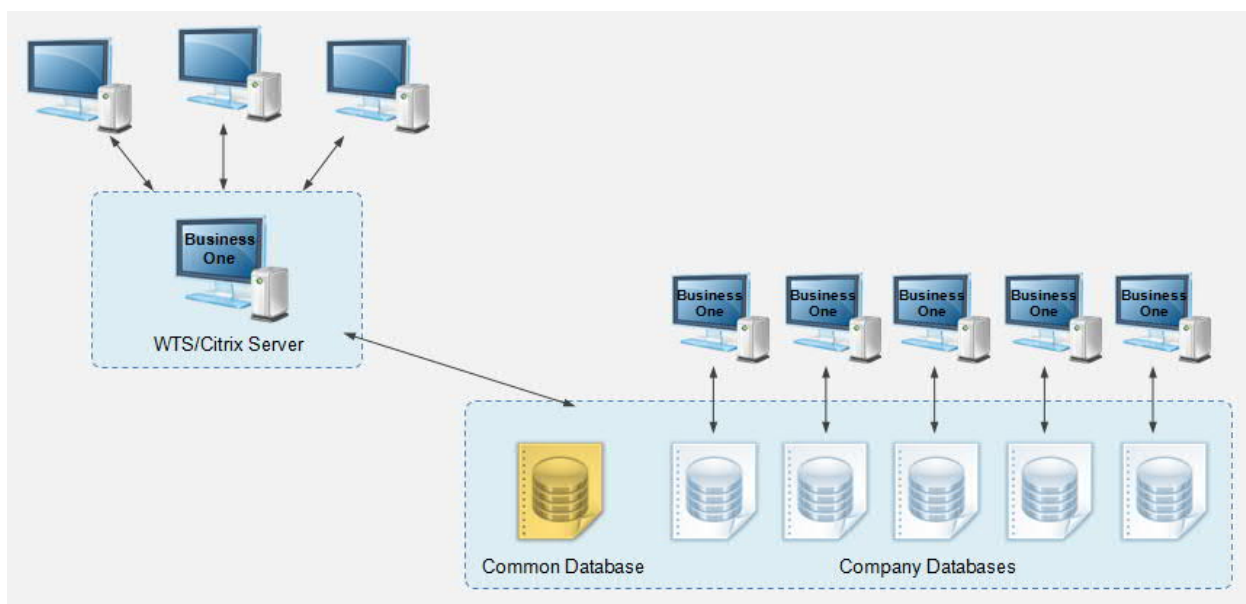 Business
One
WTS/Citrix Server
Business
One
Business
One
Business
One
Business
One
Business
One
Common Database
Company Databases